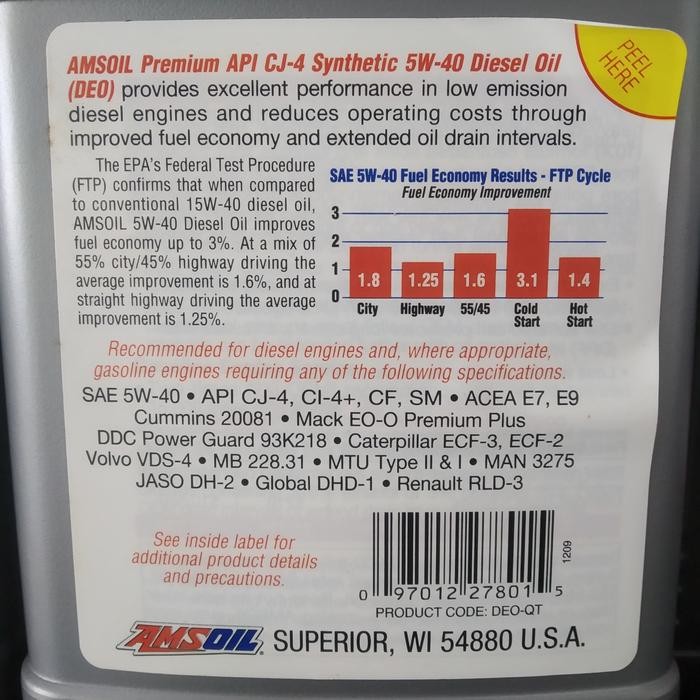 PEEL
HERE
AMSOIL Premium API CJ-4 Synthetic 5W-40 Diesel Oil
(DEO) provides excellent performance in low emission
diesel engines and reduces operating costs through
improved fuel economy and extended oil drain intervals.
The EPA's Federal Test Procedure
(FTP) confirms that when compared
to conventional 15W-40 diesel oil,
AMSOIL 5W-40 Diesel Oil improves
fuel economy up to 3%. At a mix of
55% city/45% highway driving the
average improvement is 1.6%, and at
straight highway driving the average
improvement is 1.25%.
SAE 5W-40 Fuel Economy Results - FTP Cycle
Fuel Economy Improvement
3
2
1
0
1.8 1.25 1.6 3.1 1.4
City Highway 55/45 Cold Hot
Start Start
Recommended for diesel engines and, where appropriate,
gasoline engines requiring any of the following specifications.
SAE 5W-40 • API CJ-4, CI-4+, CF, SM • ACEA E7, E9
Cummins 20081 • Mack EO-O Premium Plus
DDC Power Guard 93K218 • Caterpillar ECF-3, ECF-2
Volvo VDS-4 • MB 228.31 • MTU Type II & I • MAN 3275
JASO DH-2 • Global DHD-1 • Renault RLD-3
See inside label for
additional product details
and precautions.
1209
0 97012 27801 5
PRODUCT CODE: DEO-QT
AMSOIL SUPERIOR, WI 54880 U.S.A.